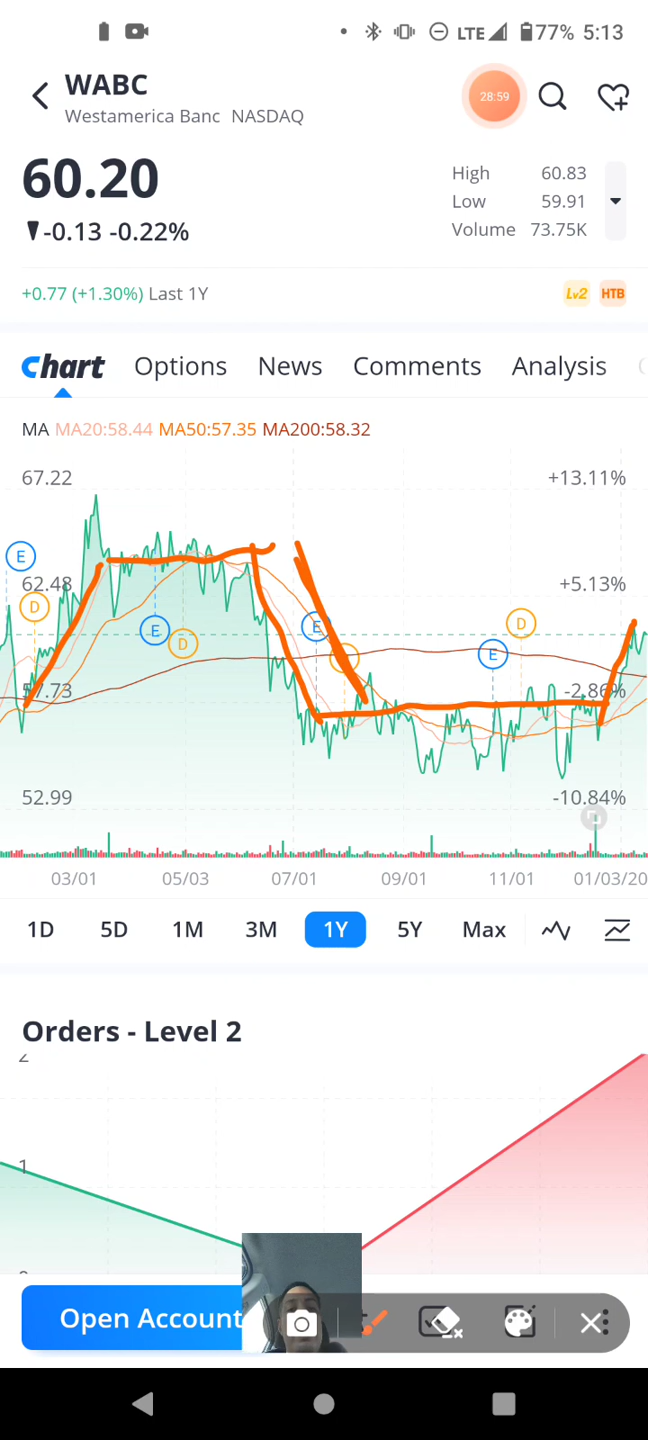 LTE 77% 5:13
WABC
Westamerica Banc NASDAQ
28:59
60.20
-0.13 -0.22%
High 60.83
Low 59.91
Volume 73.75K
+0.77 (+1.30%) Last 1Y
Lv2 HTB
Chart Options News Comments Analysis
MA MA20:58.44 MA50:57.35 MA200:58.32
67.22 +13.11%
E
62.48 +5.13%
D
E D E D
E
57.73 -2.86%
52.99 -10.84%
03/01 05/03 07/01 09/01 11/01 01/03/20
1D 5D 1M 3M 1Y 5Y Max
Orders - Level 2
2
1
0
Open Account